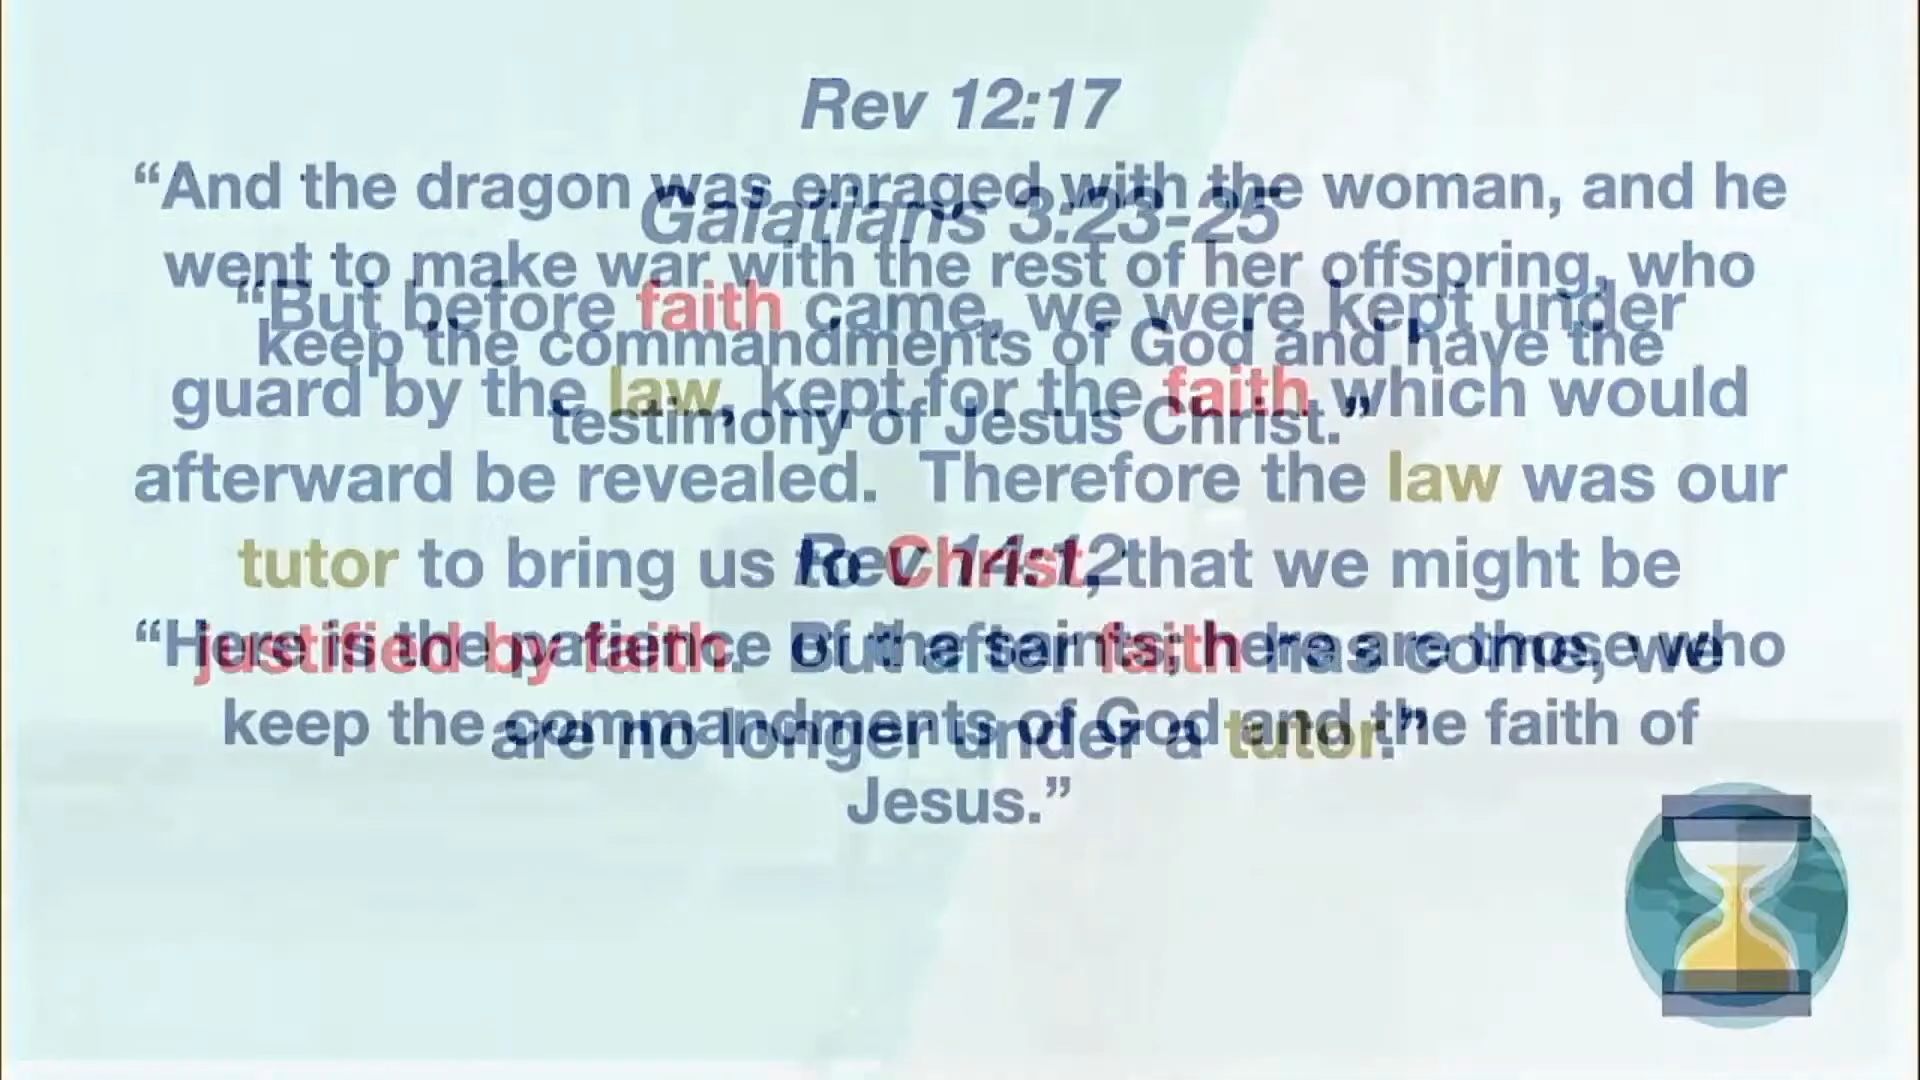 Rev 12:17
“And the dragon was enraged with the woman, and he
went to make war with the rest of her offspring, who
keep the commandments of God and have the
testimony of Jesus Christ.”
Rev 14:12
“Here is the patience of the saints; here are those who
keep the commandments of God and the faith of
Jesus.”
Galatians 3:23-25
“But before faith came, we were kept under
guard by the law, kept for the faith which would
afterward be revealed.  Therefore the law was our
tutor to bring us to Christ, that we might be
justified by faith.  But after faith has come, we
are no longer under a tutor.”